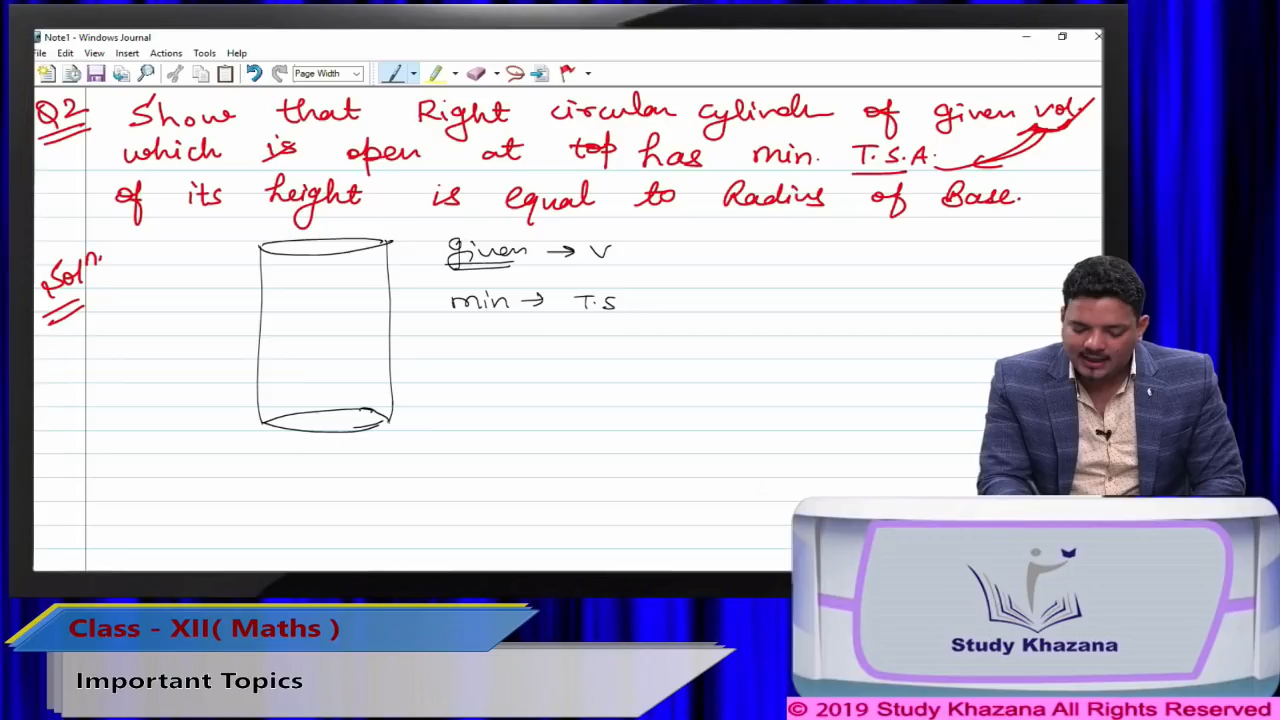 Note1 - Windows Journal
File Edit View Insert Actions Tools Help
Page Width
Q2 Show that Right circular cylinder of given vol.
which is open at top has min. T.S.A.
of its height is equal to Radius of Base.
Solⁿ.
given → V
min → T.S
Study Khazana
Class - XII( Maths )
Important Topics
© 2019 Study Khazana All Rights Reserved